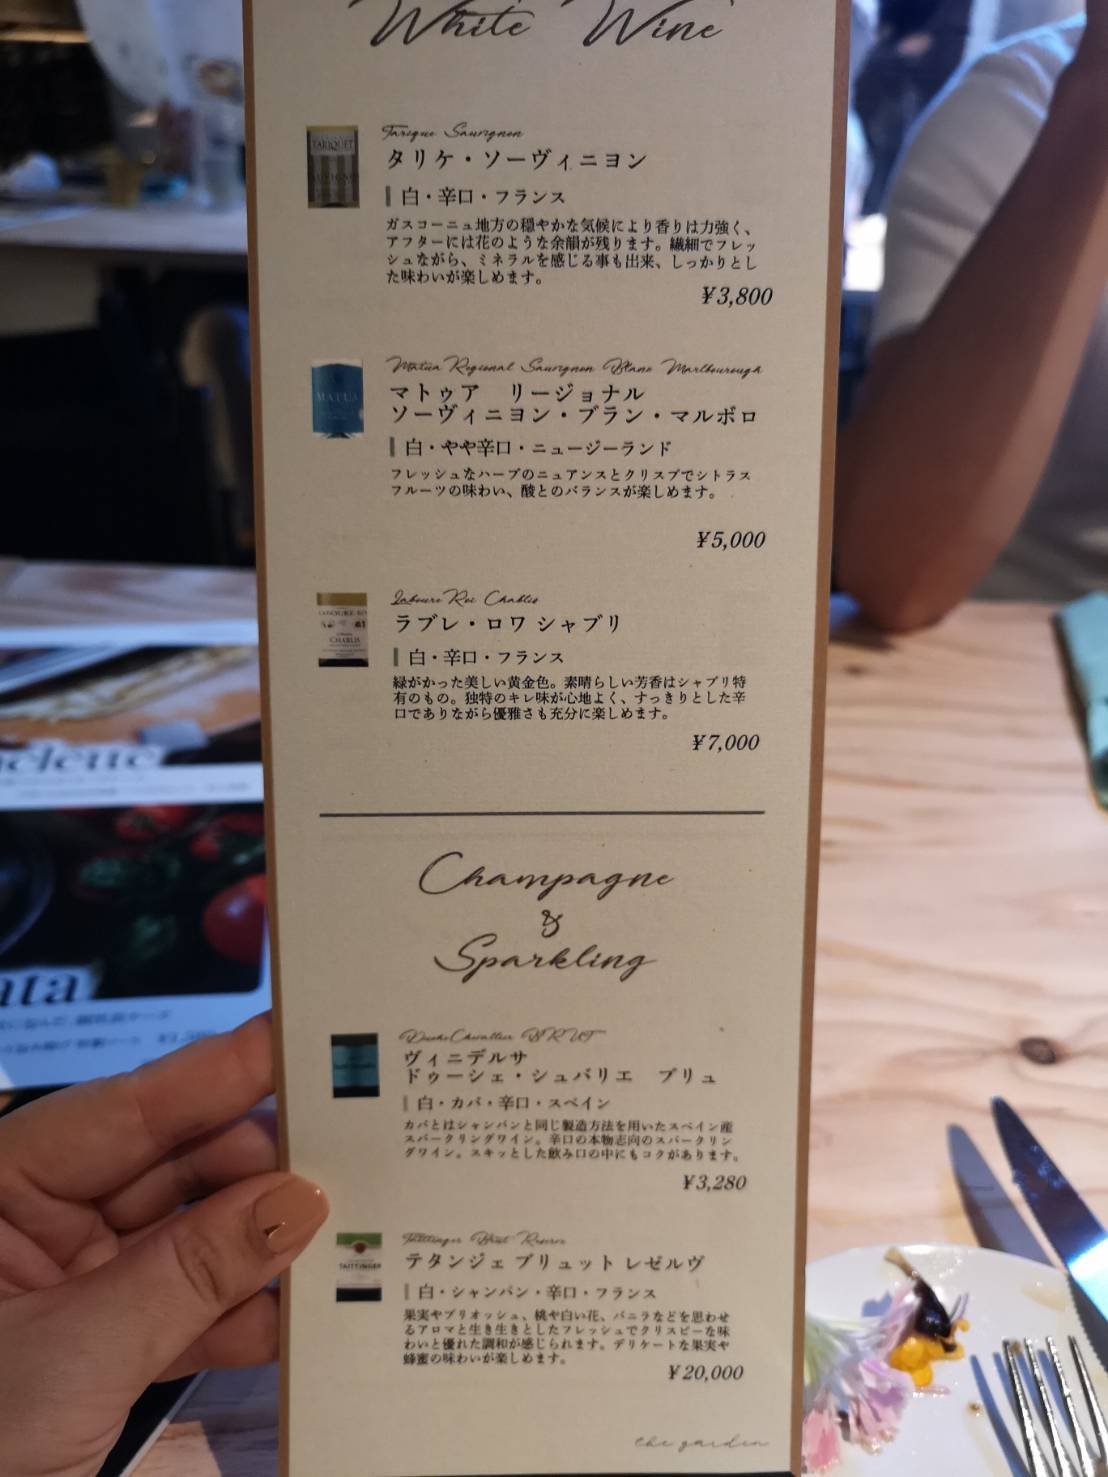 White Wine
TARIQUET
Tarique Sauvignon
タリケ・ソーヴィニヨン
白・辛口・フランス
ガスコーニュ地方の穏やかな気候により香りは力強く、
アフターには花のような余韻が残ります。繊細でフレッ
シュながら、ミネラルを感じる事も出来、しっかりとし
た味わいが楽しめます。
¥3,800
MATUA
Matua Regional Sauvignon Blanc Marlbourough
マトゥア リージョナル
ソーヴィニヨン・ブラン・マルボロ
白・やや辛口・ニュージーランド
フレッシュなハーブのニュアンスとクリスプでシトラス
フルーツの味わい、酸とのバランスが楽しめます。
¥5,000
CHABLIS
Laboure Roi Chablis
ラブレ・ロワ シャブリ
白・辛口・フランス
緑がかった美しい黄金色。素晴らしい芳香はシャブリ特
有のもの。独特のキレ味が心地よく、すっきりとした辛
口でありながら優雅さも充分に楽しめます。
¥7,000
Champagne
&
Sparkling
BRUT
ヴィニデルサ
ドゥーシェ・シュバリエ ブリュ
白・カバ・辛口・スペイン
カバとはシャンパンと同じ製造方法を用いたスペイン産
スパークリングワイン。辛口の本物志向のスパークリン
グワイン。スキッとした飲み口の中にもコクがあります。
¥3,280
TAITTINGER
Taittinger Brut Reserve
テタンジェ ブリュット レゼルヴ
白・シャンパン・辛口・フランス
果実やブリオッシュ、桃や白い花、バニラなどを思わせ
るアロマと生き生きとしたフレッシュでクリスピーな味
わいと優れた調和が感じられます。デリケートな果実や
蜂蜜の味わいが楽しめます。
¥20,000
the garden